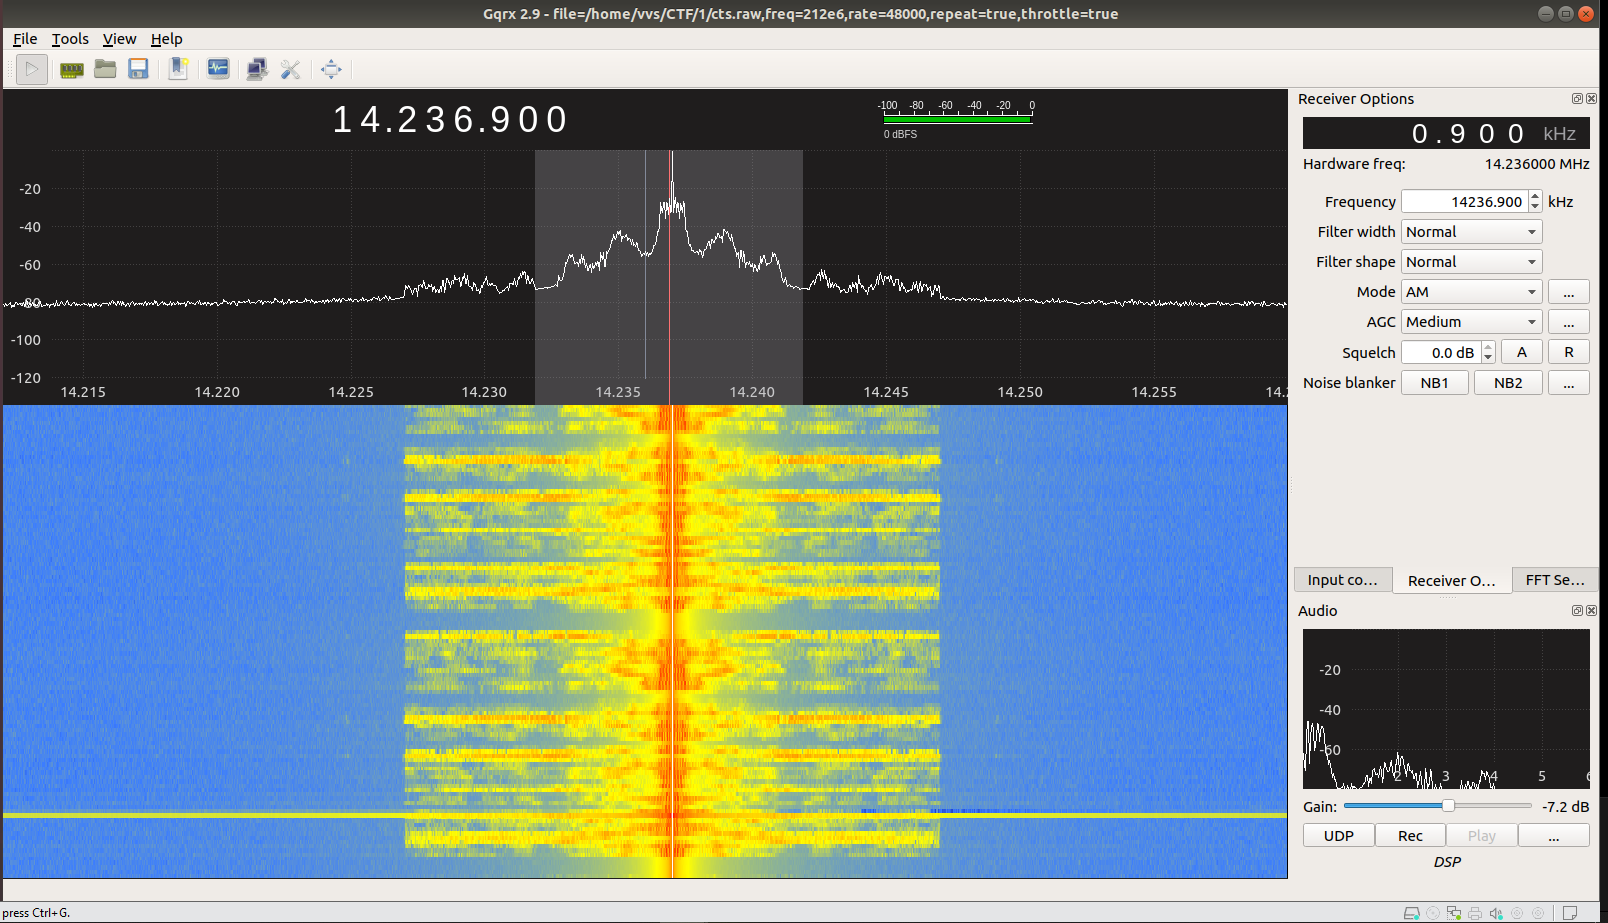 Gqrx 2.9 - file=/home/vvs/CTF/1/cts.raw,freq=212e6,rate=48000,repeat=true,throttle=true
File Tools View Help
14.236.900
-100 -80 -60 -40 -20 0
0 dBFS
-20
-40
-60
-80
-100
-120
14.215 14.220 14.225 14.230 14.235 14.240 14.245 14.250 14.255
Receiver Options
0.900 kHz
Hardware freq: 14.236000 MHz
Frequency 14236.900 kHz
Filter width Normal
Filter shape Normal
Mode AM ...
AGC Medium ...
Squelch 0.0 dB A R
Noise blanker NB1 NB2 ...
Input co... Receiver O... FFT Se...
Audio
-20
-40
-60
2 3 4 5 6
Gain: -7.2 dB
UDP Rec Play ...
DSP
press Ctrl+G.